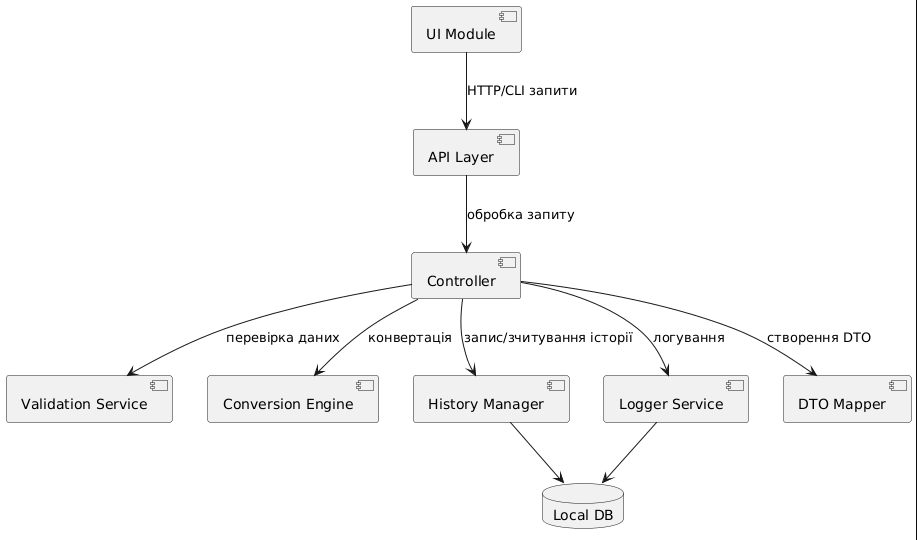 UI Module
HTTP/CLI запити
API Layer
обробка запиту
Controller
перевірка даних
конвертація
запис/зчитування історії
логування
створення DTO
Validation Service
Conversion Engine
History Manager
Logger Service
DTO Mapper
Local DB